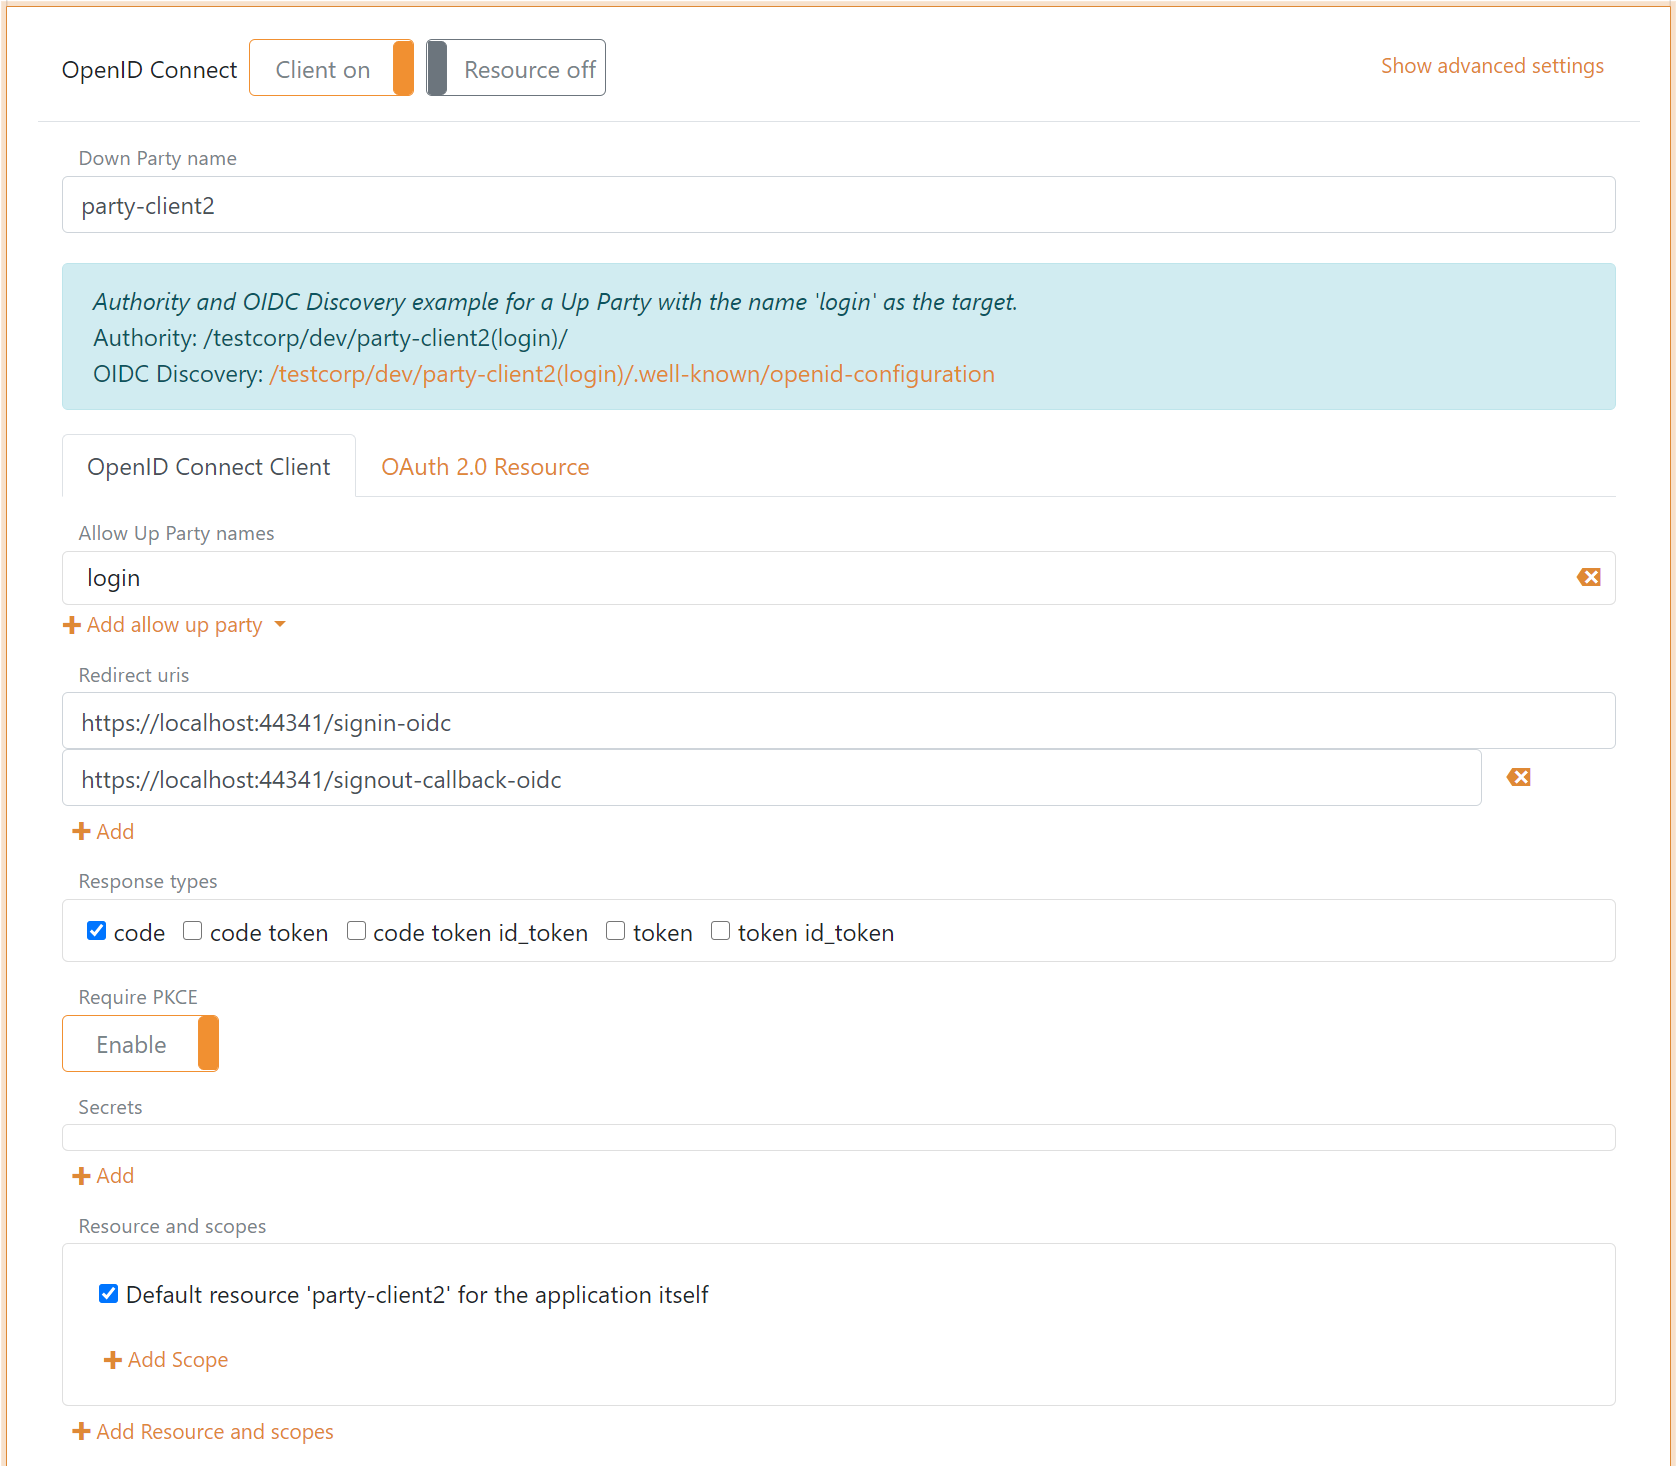 OpenID Connect Client on Resource off Show advanced settings
Down Party name
party-client2
Authority and OIDC Discovery example for a Up Party with the name 'login' as the target.
Authority: /testcorp/dev/party-client2(login)/
OIDC Discovery: /testcorp/dev/party-client2(login)/.well-known/openid-configuration
OpenID Connect Client OAuth 2.0 Resource
Allow Up Party names
login
Add allow up party
Redirect uris
https://localhost:44341/signin-oidc
https://localhost:44341/signout-callback-oidc
Add
Response types
code code token code token id_token token token id_token
Require PKCE
Enable
Secrets
Add
Resource and scopes
Default resource 'party-client2' for the application itself
Add Scope
Add Resource and scopes